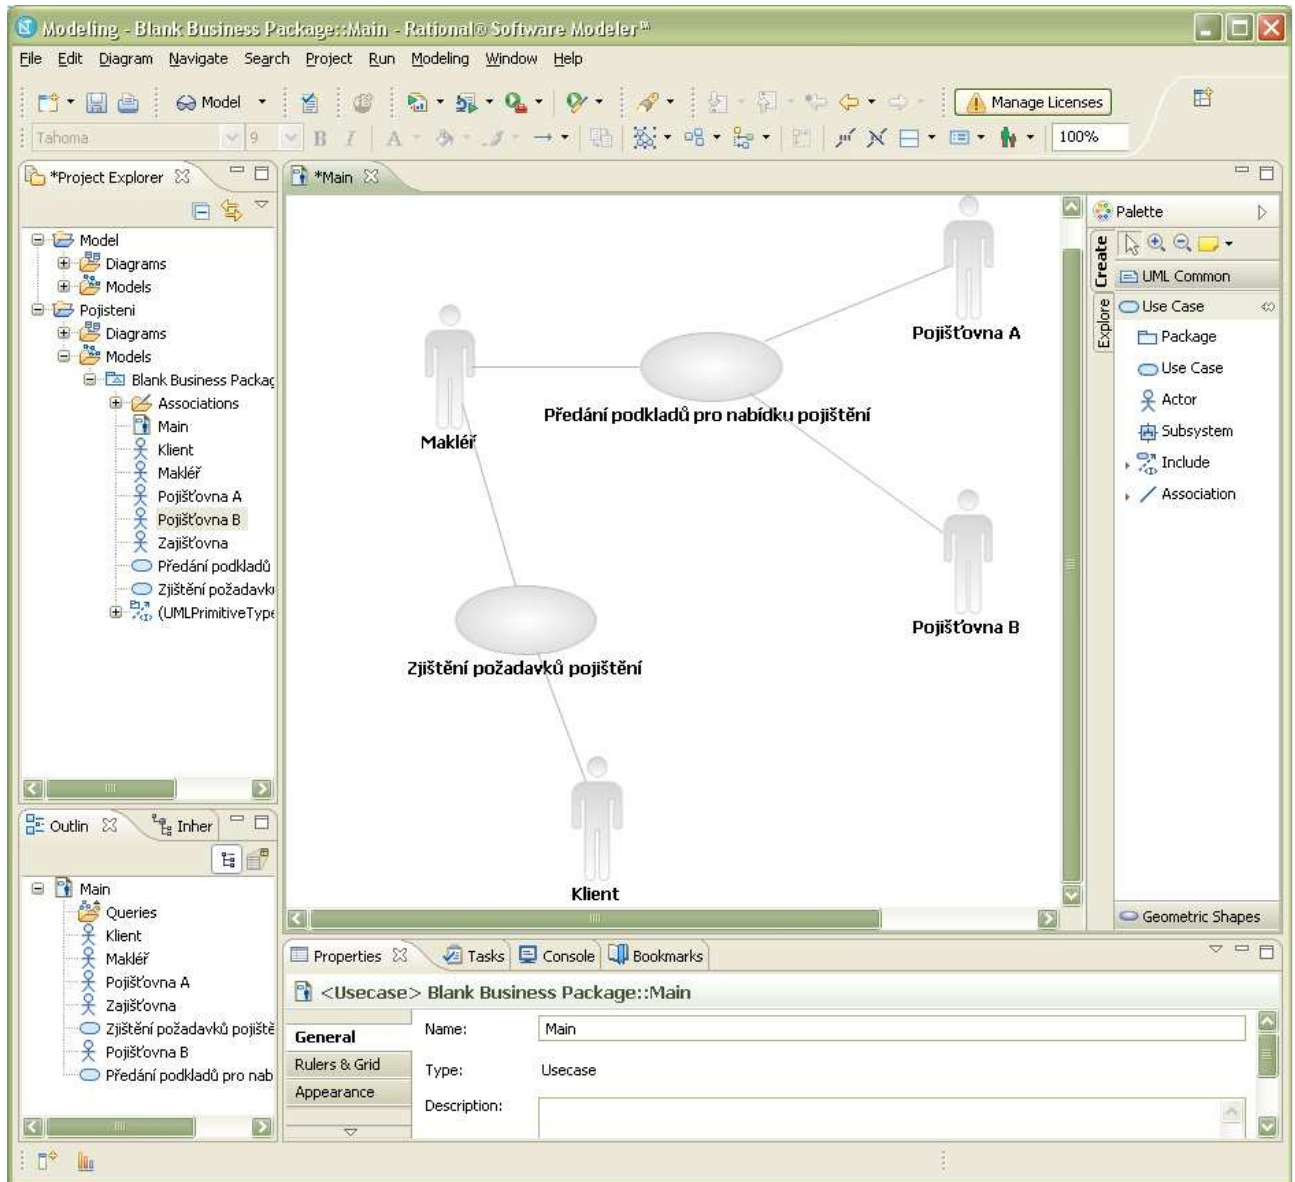 Modeling - Blank Business Package::Main - Rational® Software Modeler™
File Edit Diagram Navigate Search Project Run Modeling Window Help
Model
Manage Licenses
Tahoma 9 B I A 100%
*Project Explorer
Model
Diagrams
Models
Pojisteni
Diagrams
Models
Blank Business Packag
Associations
Main
Klient
Makléř
Pojišťovna A
Pojišťovna B
Zajišťovna
Předání podkladů
Zjištění požadavků
(UMLPrimitiveType
*Main
Pojišťovna A
Makléř
Předání podkladů pro nabídku pojištění
Pojišťovna B
Zjištění požadavků pojištění
Klient
Palette
Create
Explore
UML Common
Use Case
Package
Use Case
Actor
Subsystem
Include
Association
Geometric Shapes
Outlin Inher
Main
Queries
Klient
Makléř
Pojišťovna A
Zajišťovna
Zjištění požadavků pojiště
Pojišťovna B
Předání podkladů pro nab
Properties Tasks Console Bookmarks
<Usecase> Blank Business Package::Main
General
Rulers & Grid
Appearance
Name: Main
Type: Usecase
Description: